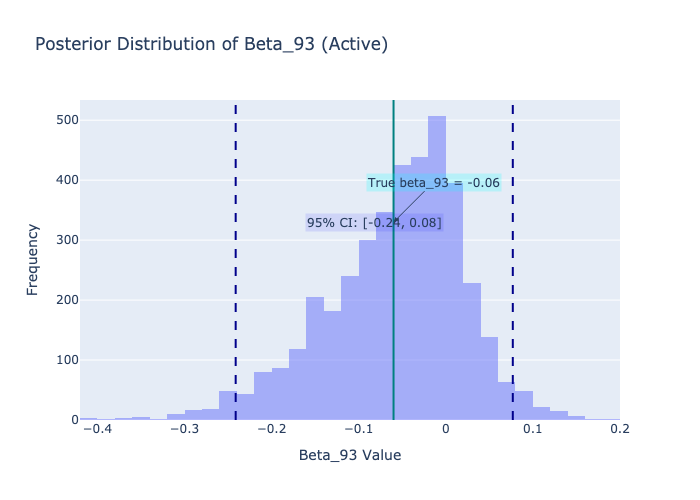 Posterior Distribution of Beta_93 (Active)
500
400
300
200
100
0
Frequency
True beta_93 = -0.06
95% CI: [-0.24, 0.08]
−0.4
−0.3
−0.2
−0.1
0
0.1
0.2
Beta_93 Value